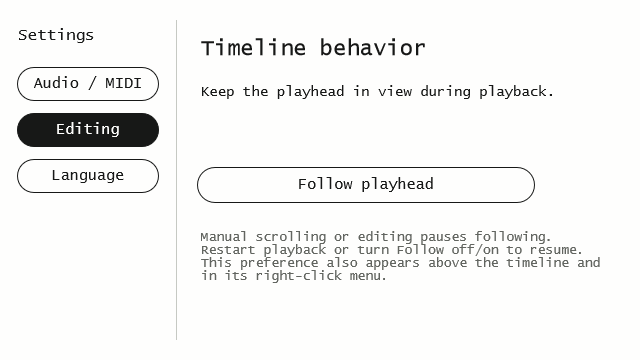 Settings
Audio / MIDI
Editing
Language
Timeline behavior
Keep the playhead in view during playback.
Follow playhead
Manual scrolling or editing pauses following.
Restart playback or turn Follow off/on to resume.
This preference also appears above the timeline and
in its right-click menu.